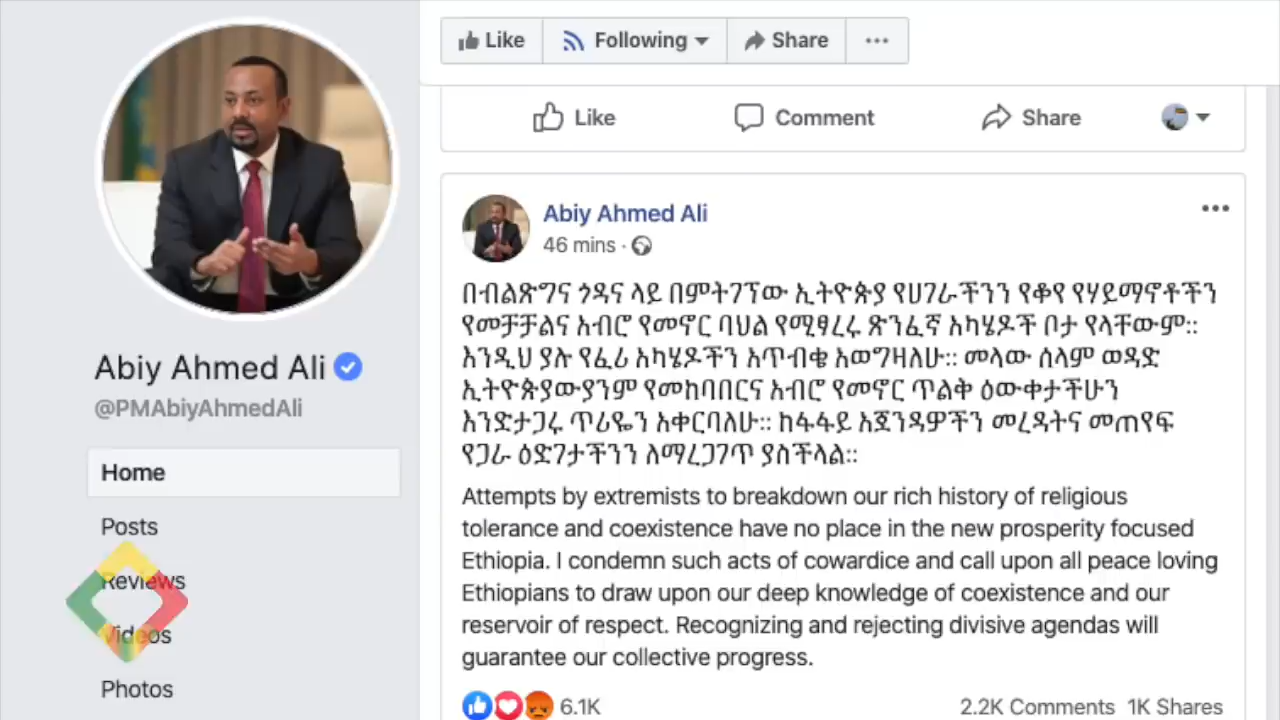 Like
Following
Share
Like
Comment
Share
Abiy Ahmed Ali
46 mins ·
በብልጽግና ጎዳና ላይ በምትገኘው ኢትዮጵያ የሀገራችንን የቆየ የሃይማኖቶችን
የመቻቻልና አብሮ የመኖር ባህል የሚፃረሩ ጽንፈኛ አካሄዶች ቦታ የላቸውም።
እንዲህ ያሉ የፈሪ አካሄዶችን አጥብቄ አወግዛለሁ። መላው ሰላም ወዳድ
ኢትዮጵያውያንም የመከባበርና አብሮ የመኖር ጥልቅ ዕውቀታችሁን
እንድታጋሩ ጥሪዬን አቀርባለሁ። ከፋፋይ አጀንዳዎችን መረዳትና መጠየፍ
የጋራ ዕድገታችንን ለማረጋገጥ ያስችላል።
Attempts by extremists to breakdown our rich history of religious
tolerance and coexistence have no place in the new prosperity focused
Ethiopia. I condemn such acts of cowardice and call upon all peace loving
Ethiopians to draw upon our deep knowledge of coexistence and our
reservoir of respect. Recognizing and rejecting divisive agendas will
guarantee our collective progress.
6.1K
2.2K Comments 1K Shares
Abiy Ahmed Ali
@PMAbiyAhmedAli
Home
Posts
Reviews
Videos
Photos